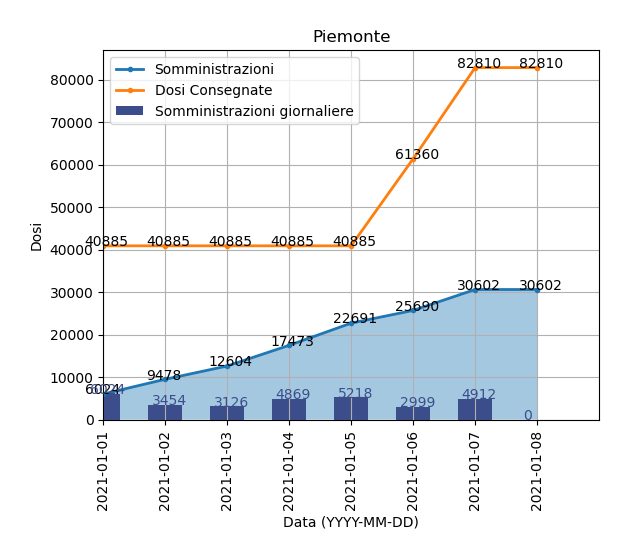 Piemonte
Somministrazioni
Dosi Consegnate
Somministrazioni giornaliere
Dosi
80000
70000
60000
50000
40000
30000
20000
10000
0
40885 40885 40885 40885 40885 61360 82810 82810
6024 9478 12604 17473 22691 25690 30602 30602
6024 3454 3126 4869 5218 2999 4912 0
2021-01-01 2021-01-02 2021-01-03 2021-01-04 2021-01-05 2021-01-06 2021-01-07 2021-01-08
Data (YYYY-MM-DD)